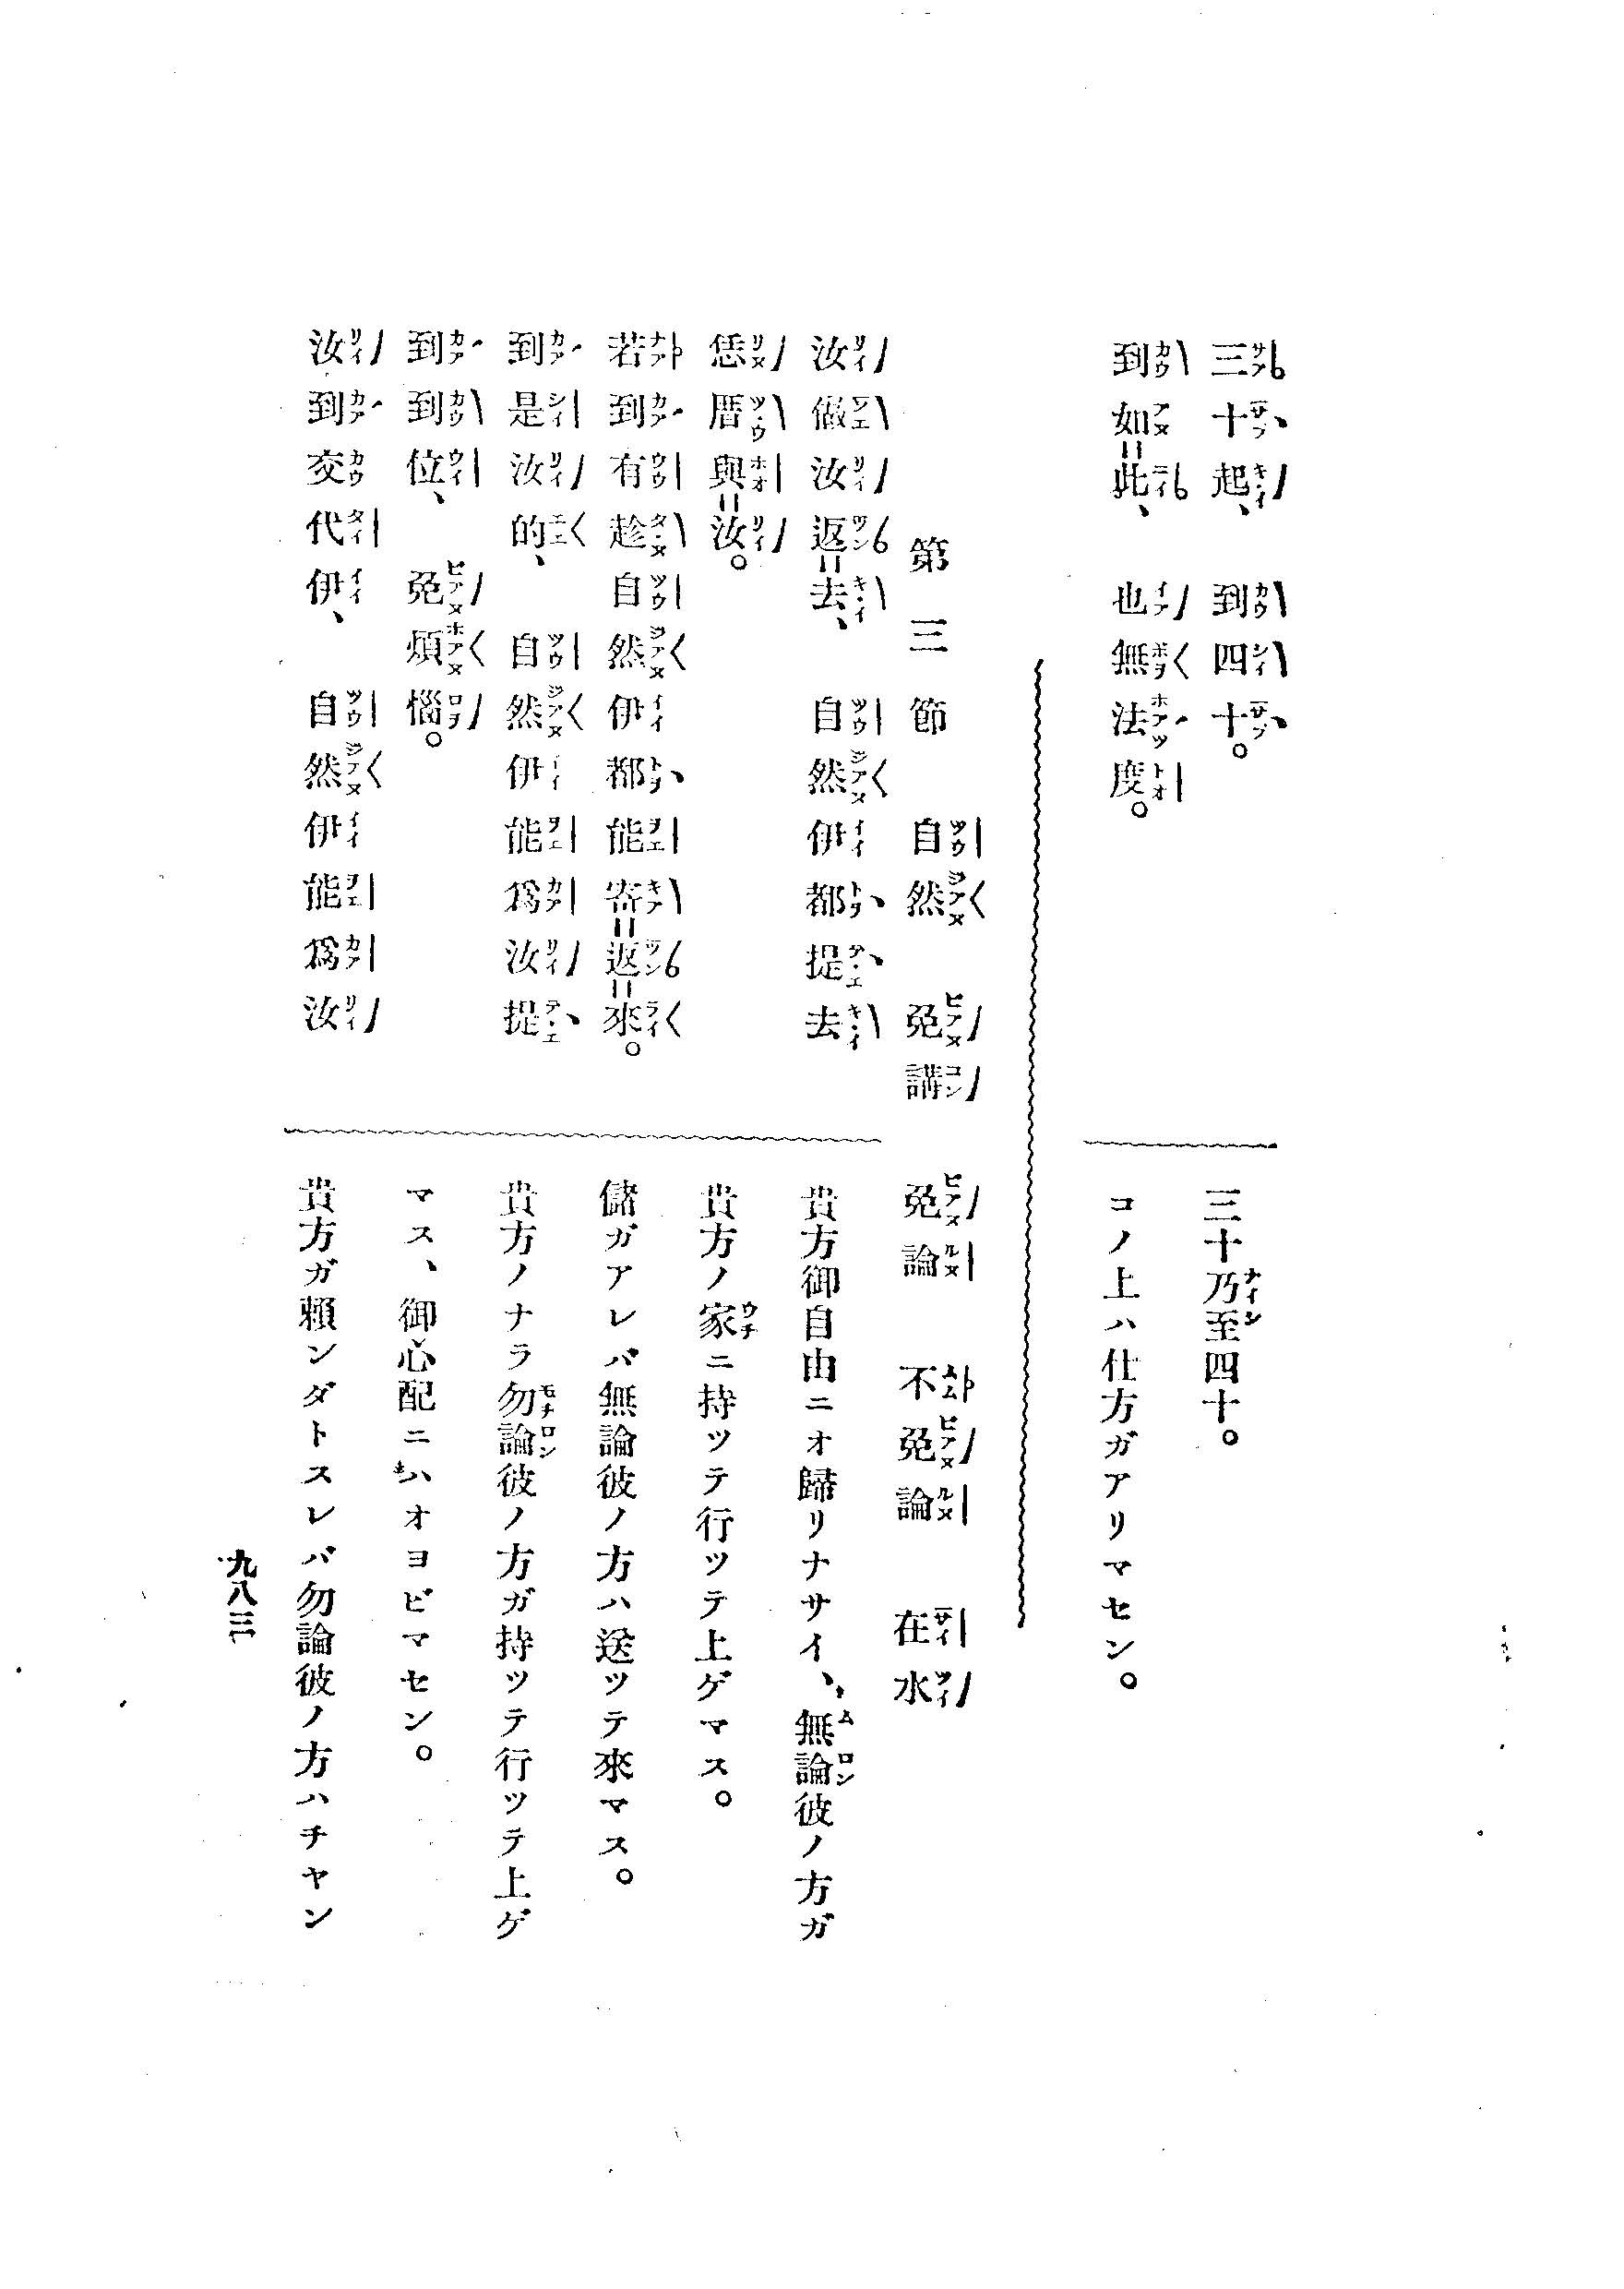 三十起、到四十。
三十乃至四十。
到如=此、也無法度。
コノ上ハ仕方ガアリマセン。
第三節 自然 免講 免論 不免論 在水
汝做汝返=去、自然伊都提去
貴方御自由ニオ歸リナサイ、無論彼ノ方ガ
恁厝與=汝。
貴方ノ家ニ持ッテ行ッテ上ゲマス。
若到有趁自然伊都能寄=返=來。
儲ガアレバ無論彼ノ方ハ送ッテ來マス。
到是汝的、自然伊能爲汝提
貴方ノナラ勿論彼ノ方ガ持ッテ行ッテ上ゲ
到到位、免煩惱。
マス、御心配ニハオヨビマセン。
汝到交代伊、自然伊能爲汝
貴方ガ賴ンダトスレバ勿論彼ノ方ハチヤン
九八三